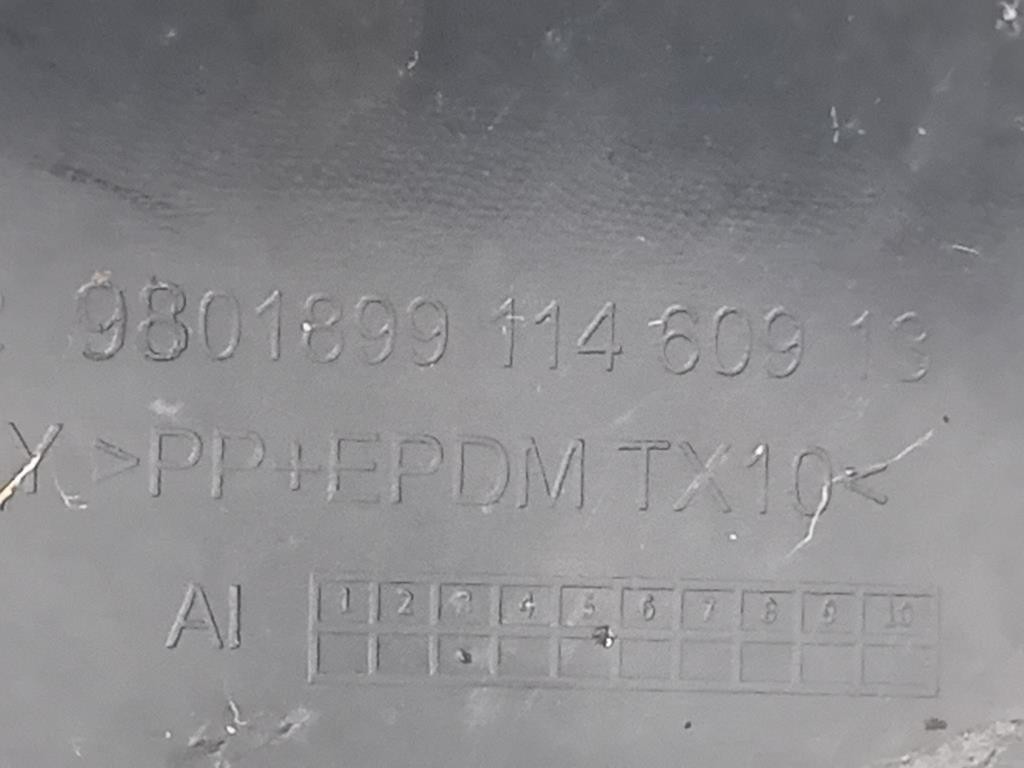 9801899 114 609 13
X >PP+EPDM TX10<
AI
1 2 3 4 5 6 7 8 9 10